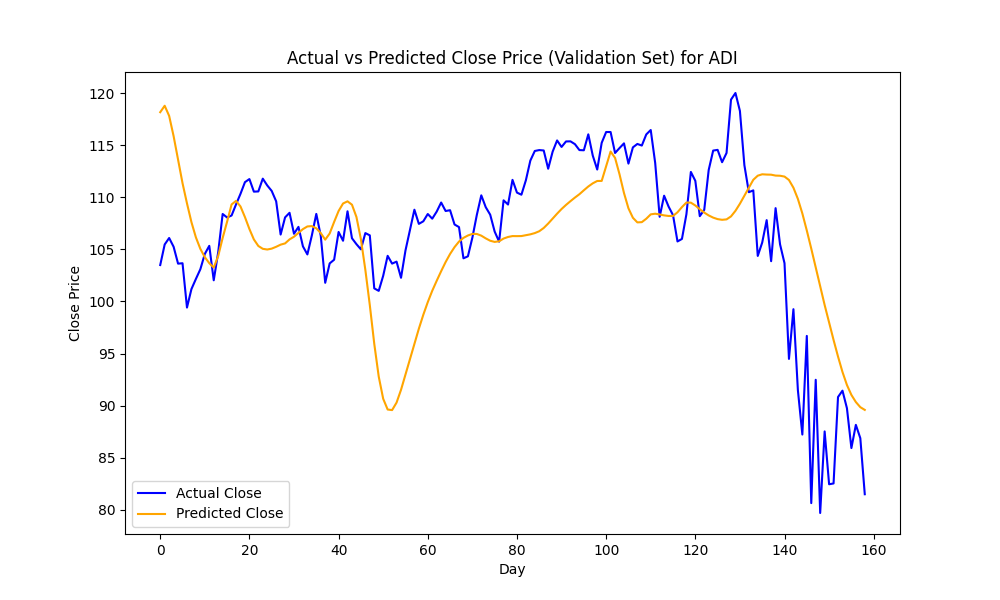 Actual vs Predicted Close Price (Validation Set) for ADI
Close Price
120
115
110
105
100
95
90
85
80
Actual Close
Predicted Close
0 20 40 60 80 100 120 140 160
Day